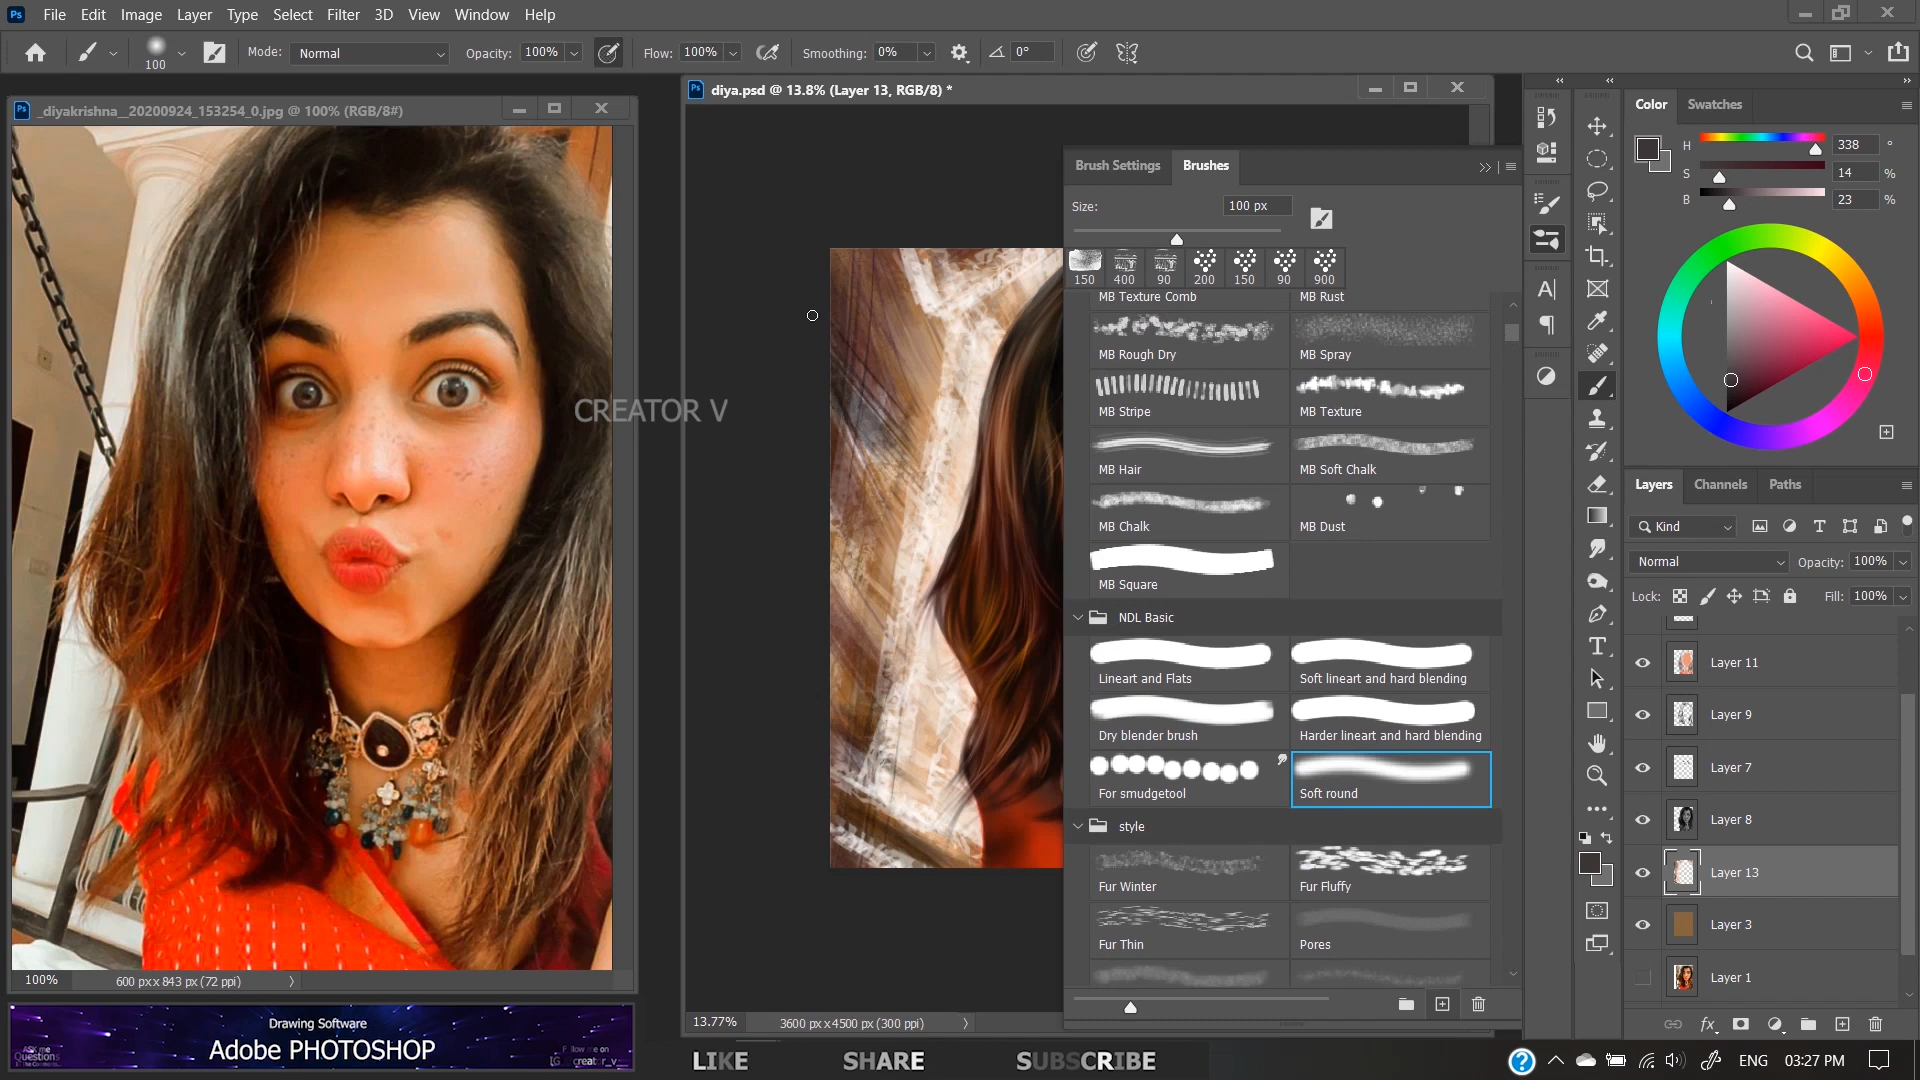 File Edit Image Layer Type Select Filter 3D View Window Help
100 Mode: Normal Opacity: 100% Flow: 100% Smoothing: 0% 0°
_diyakrishna__20200924_153254_0.jpg @ 100% (RGB/8#)
100% 600 px x 843 px (72 ppi)
Drawing Software
Adobe PHOTOSHOP
CREATOR V
diya.psd @ 13.8% (Layer 13, RGB/8) *
13.77% 3600 px x 4500 px (300 ppi)
LIKE SHARE SUBSCRIBE
Brush Settings Brushes
Size: 100 px
150 400 90 200 150 90 900
MB Texture Comb MB Rust
MB Rough Dry MB Spray
MB Stripe MB Texture
MB Hair MB Soft Chalk
MB Chalk MB Dust
MB Square
NDL Basic
Lineart and Flats Soft lineart and hard blending
Dry blender brush Harder lineart and hard blending
For smudgetool Soft round
style
Fur Winter Fur Fluffy
Fur Thin Pores
Color Swatches
H 338 °
S 14 %
B 23 %
Layers Channels Paths
Kind
Normal Opacity: 100%
Lock: Fill: 100%
Layer 11
Layer 9
Layer 7
Layer 8
Layer 13
Layer 3
Layer 1
ENG 03:27 PM